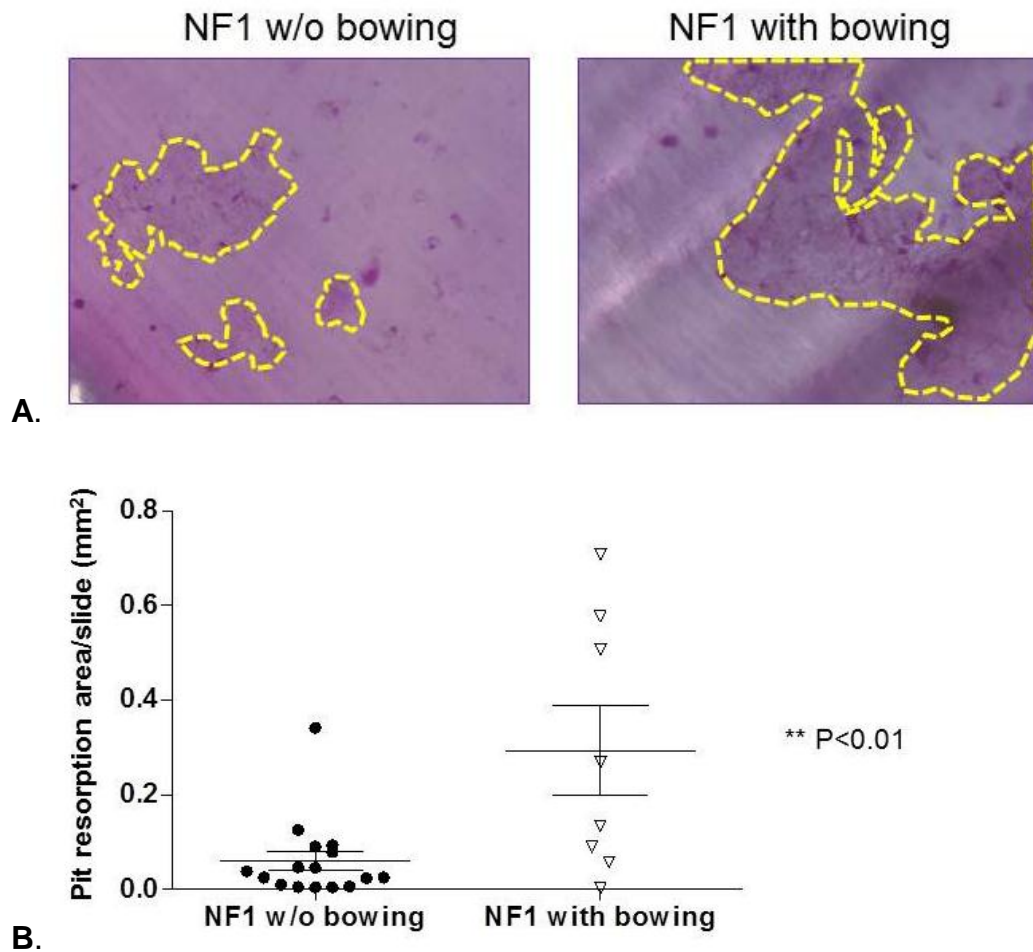 NF1 w/o bowing
NF1 with bowing
A.
Pit resorption area/slide (mm²)
0.8
0.6
0.4
0.2
0.0
** P<0.01
NF1 w/o bowing
NF1 with bowing
B.